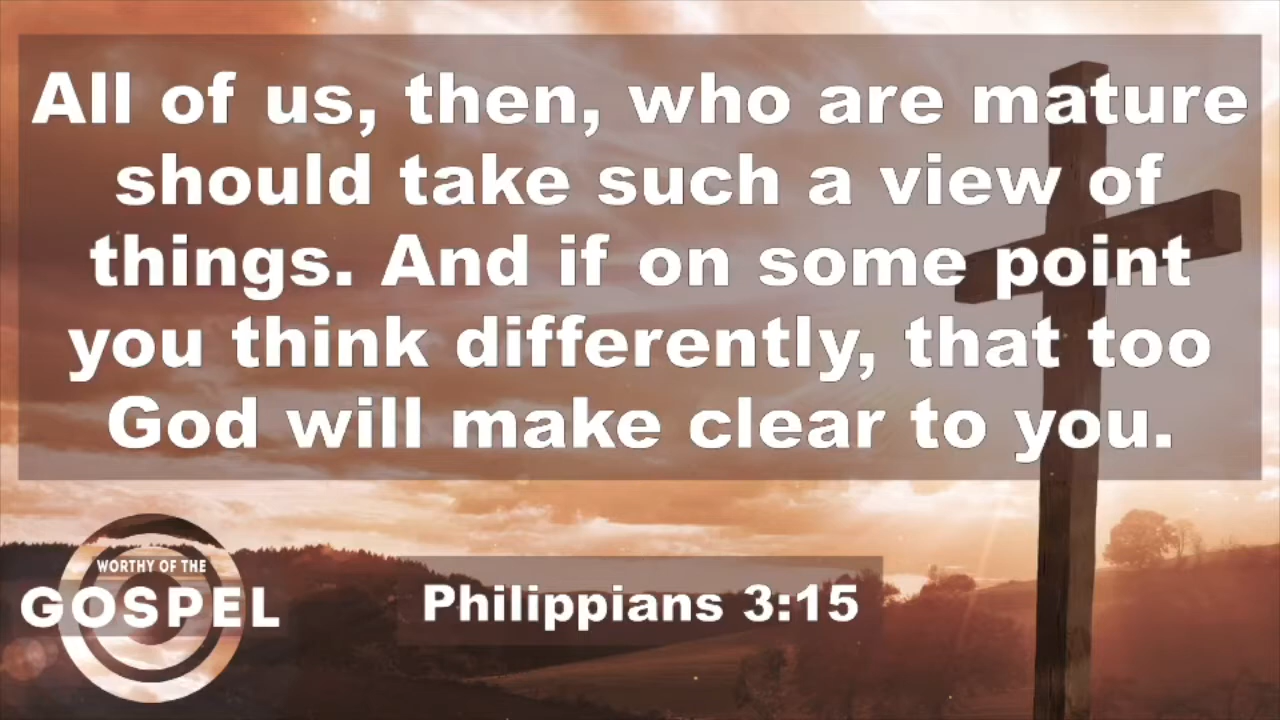 All of us, then, who are mature
should take such a view of
things. And if on some point
you think differently, that too
God will make clear to you.
WORTHY OF THE
GOSPEL
Philippians 3:15